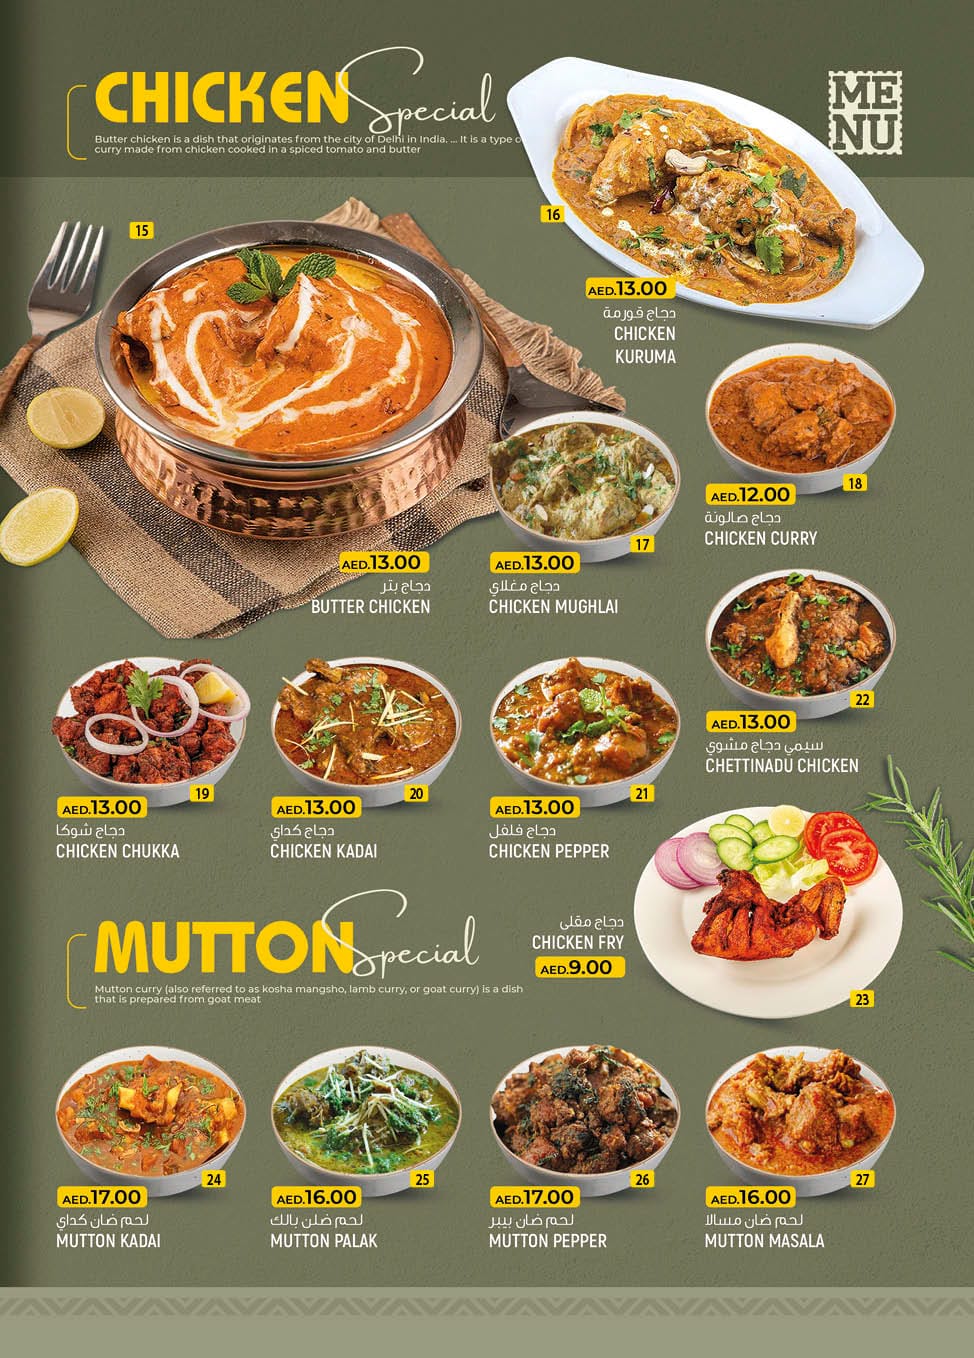 CHICKEN Special
Butter chicken is a dish that originates from the city of Delhi in India. ... It is a type o
curry made from chicken cooked in a spiced tomato and butter
ME
NU
15
AED.13.00
دجاج بتر
BUTTER CHICKEN
16
AED.13.00
دجاج قورمة
CHICKEN
KURUMA
17
AED.13.00
دجاج مغلاي
CHICKEN MUGHLAI
18
AED.12.00
دجاج صالونة
CHICKEN CURRY
19
AED.13.00
دجاج شوكا
CHICKEN CHUKKA
20
AED.13.00
دجاج كداي
CHICKEN KADAI
21
AED.13.00
دجاج فلفل
CHICKEN PEPPER
22
AED.13.00
سيمي دجاج مشوي
CHETTINADU CHICKEN
دجاج مقلى
CHICKEN FRY
AED.9.00
23
MUTTON Special
Mutton curry (also referred to as kosha mangsho, lamb curry, or goat curry) is a dish
that is prepared from goat meat
24
AED.17.00
لحم ضان كداي
MUTTON KADAI
25
AED.16.00
لحم ضلن بالك
MUTTON PALAK
26
AED.17.00
لحم ضان بيبر
MUTTON PEPPER
27
AED.16.00
لحم ضان مسالا
MUTTON MASALA